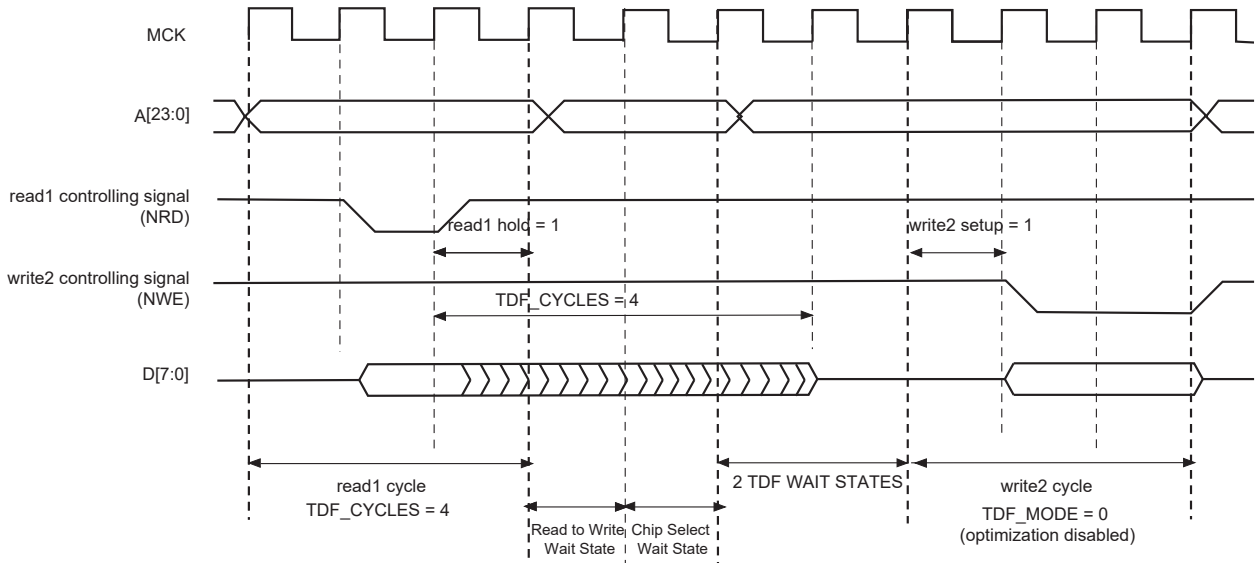 MCK
A[23:0]
read1 controlling signal
(NRD)
read1 hold = 1
write2 setup = 1
write2 controlling signal
(NWE)
TDF_CYCLES = 4
D[7:0]
read1 cycle
TDF_CYCLES = 4
2 TDF WAIT STATES
write2 cycle
TDF_MODE = 0
(optimization disabled)
Read to Write
Wait State
Chip Select
Wait State